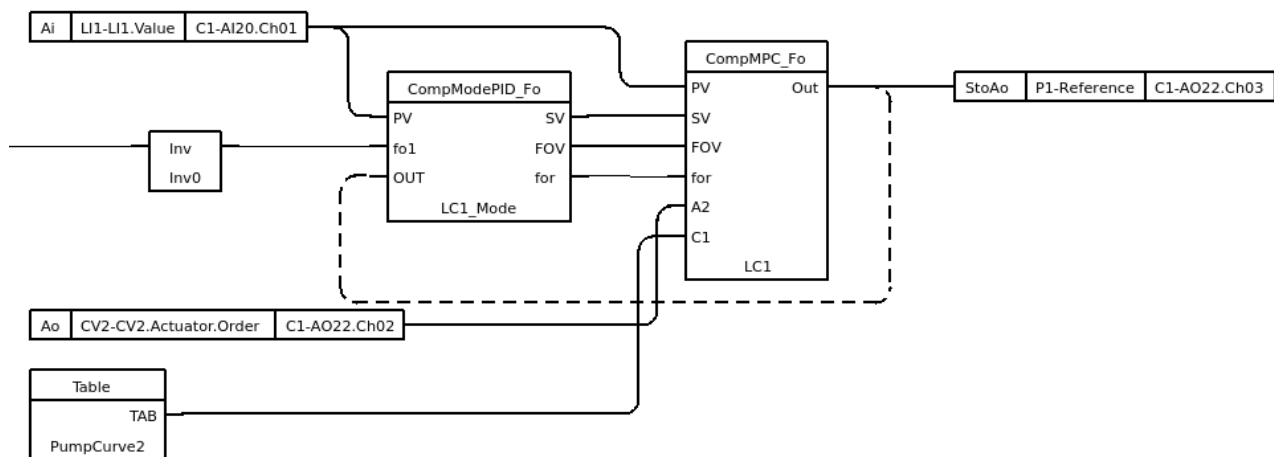 Ai LI1-LI1.Value C1-AI20.Ch01
CompMPC_Fo
PV Out
SV
FOV
for
A2
C1
LC1
CompModePID_Fo
PV SV
fo1 FOV
OUT for
LC1_Mode
StoAo P1-Reference C1-AO22.Ch03
Inv
Inv0
Ao CV2-CV2.Actuator.Order C1-AO22.Ch02
Table
TAB
PumpCurve2